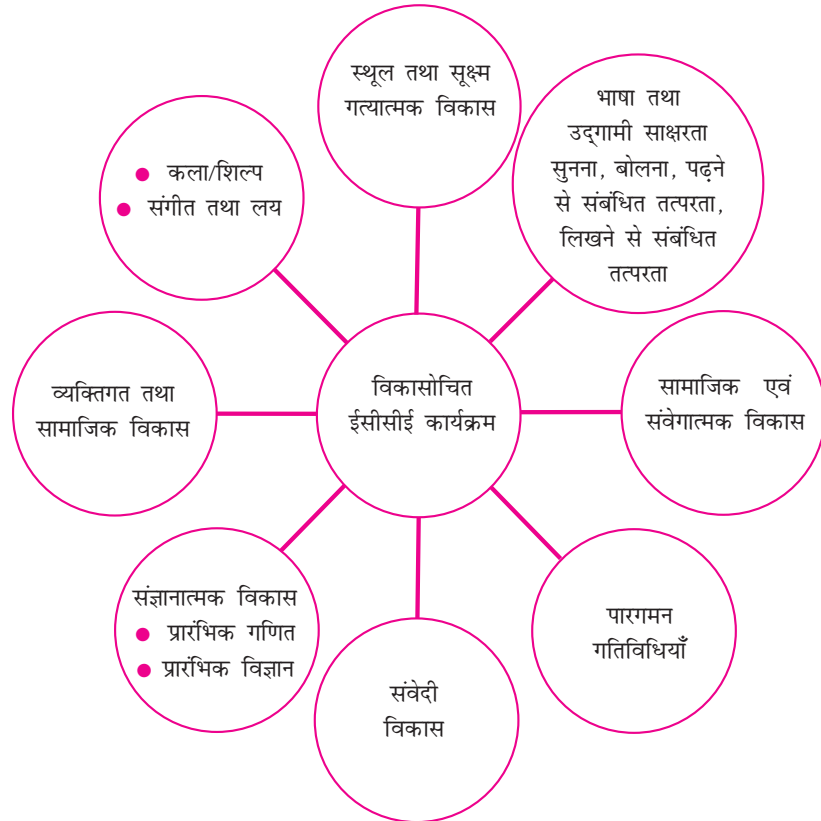 स्थूल तथा सूक्ष्म
गत्यात्मक विकास
भाषा तथा
उद्गामी साक्षरता
सुनना, बोलना, पढ़ने
से संबंधित तत्परता,
लिखने से संबंधित
तत्परता
● कला/शिल्प
● संगीत तथा लय
व्यक्तिगत तथा
सामाजिक विकास
विकासोचित
ईसीसीई कार्यक्रम
सामाजिक एवं
संवेगात्मक विकास
संज्ञानात्मक विकास
● प्रारंभिक गणित
● प्रारंभिक विज्ञान
संवेदी
विकास
पारगमन
गतिविधियाँ